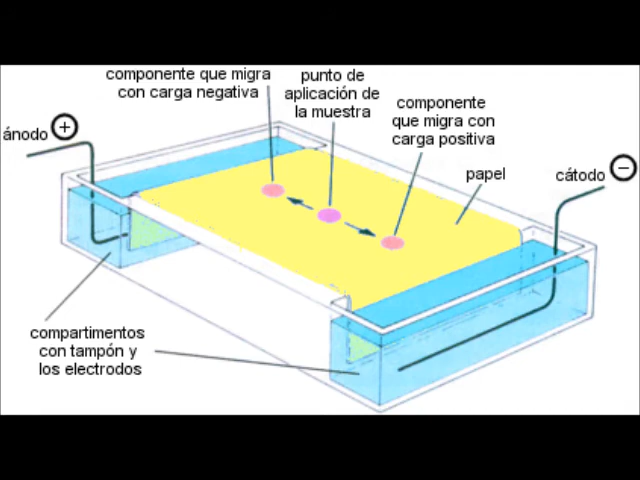 componente que migra
con carga negativa
punto de
aplicación de
la muestra
componente
que migra con
carga positiva
ánodo +
papel
cátodo −
compartimentos
con tampón y
los electrodos